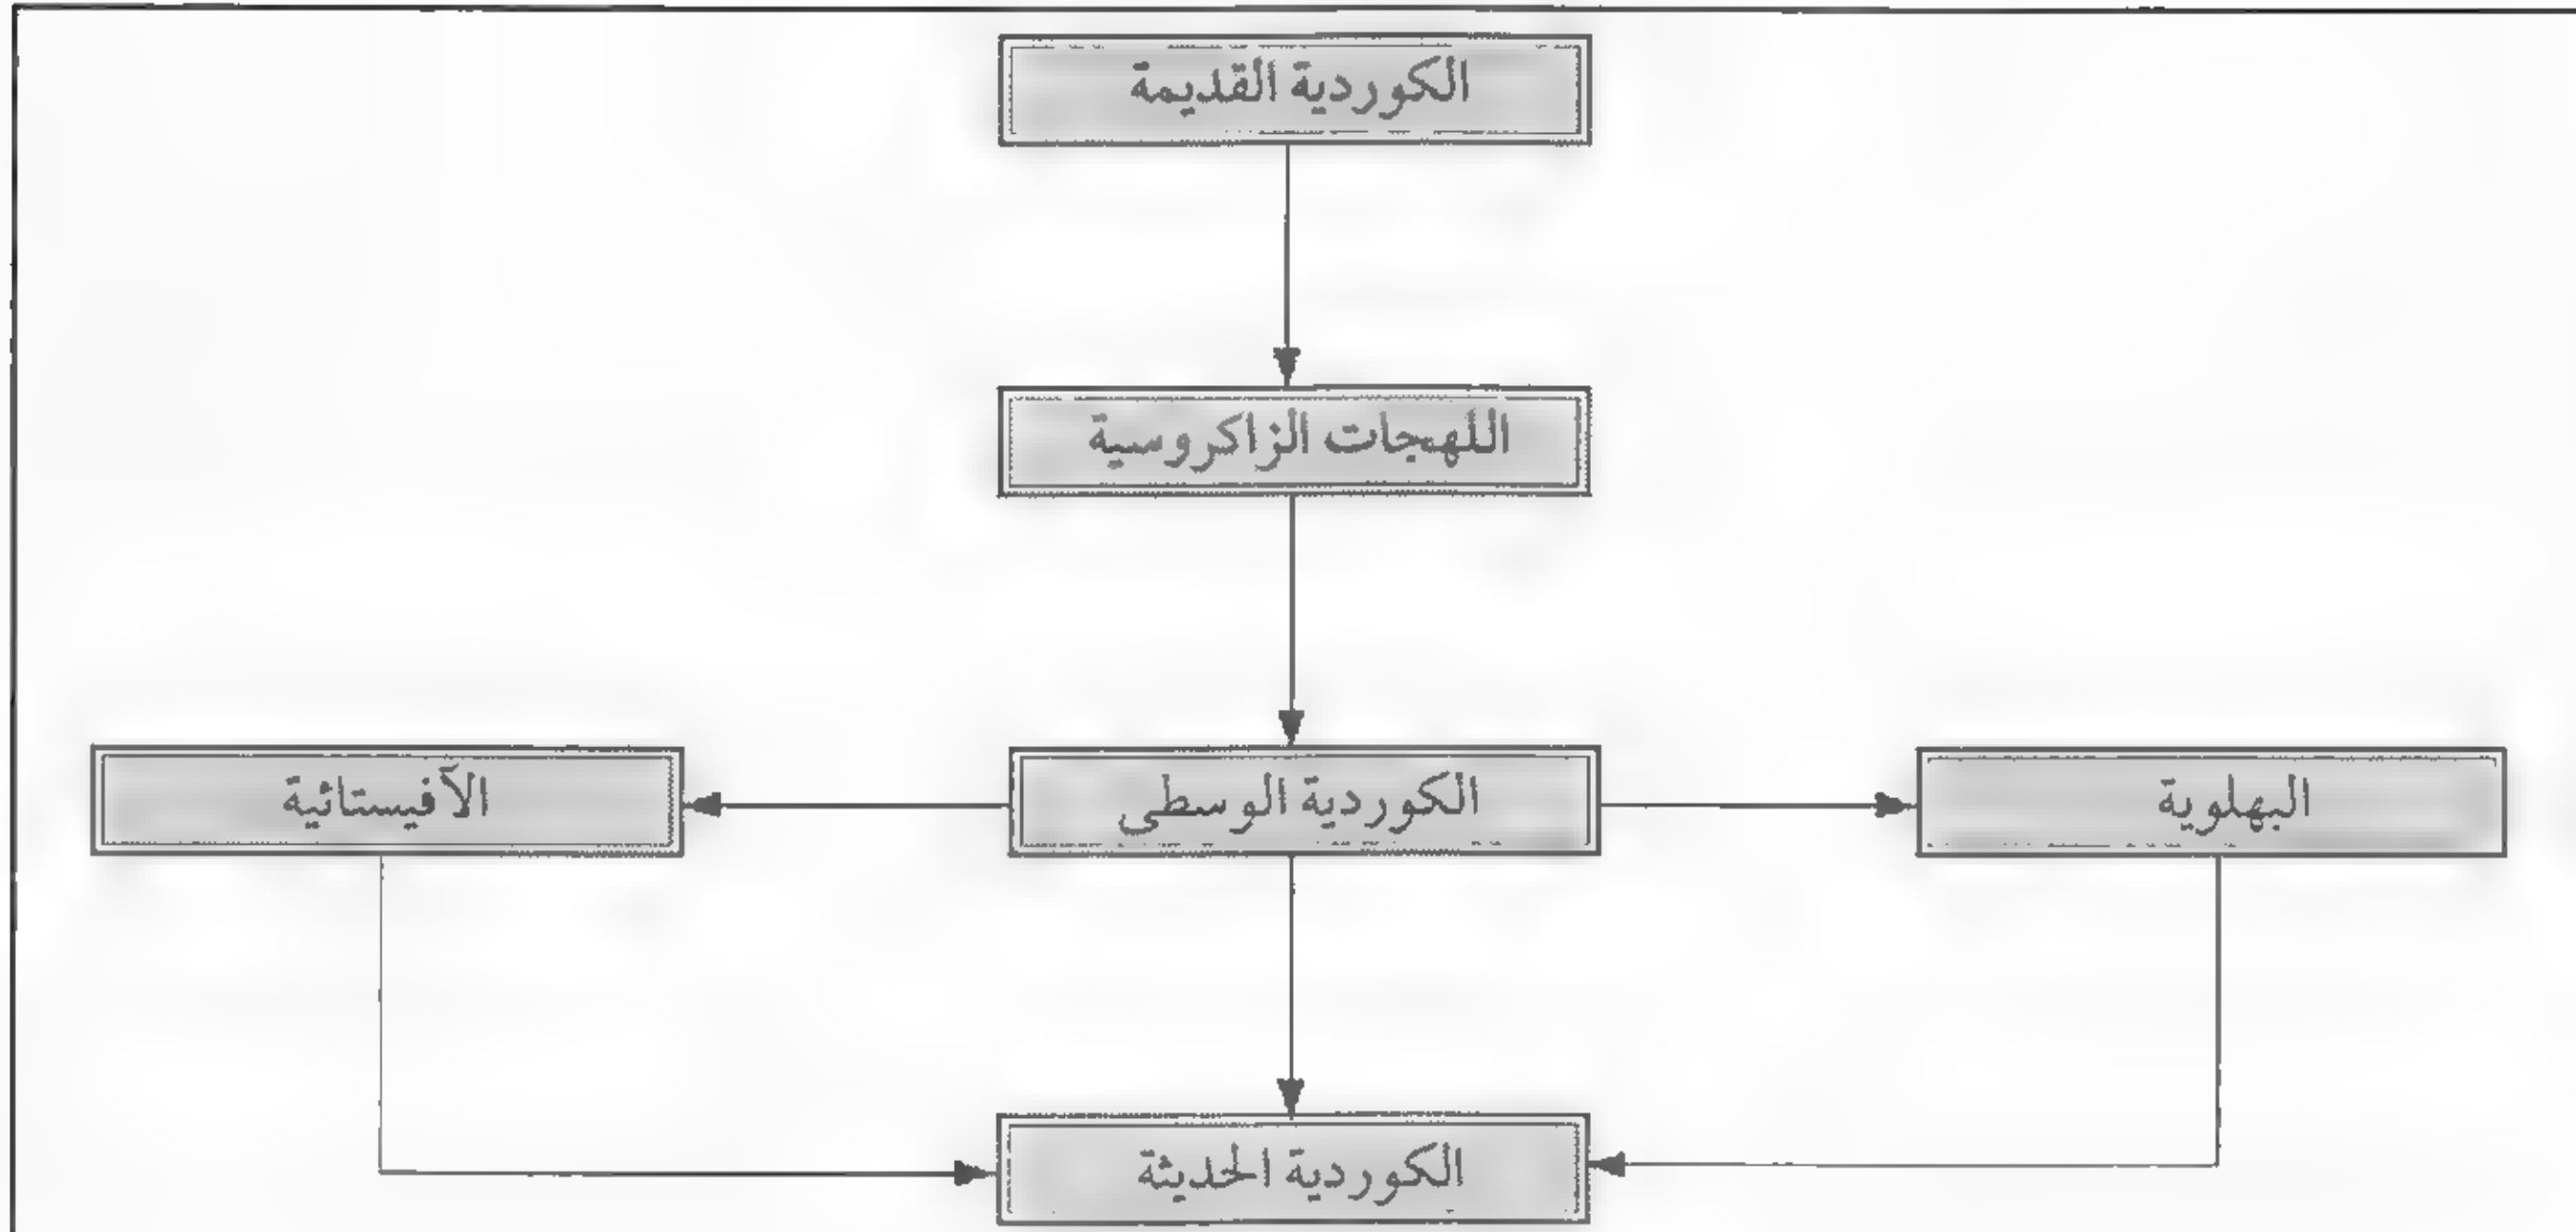 الكوردية القديمة
اللهجات الزاكروسية
البهلوية
الكوردية الوسطى
الآفيستائية
الكوردية الحديثة